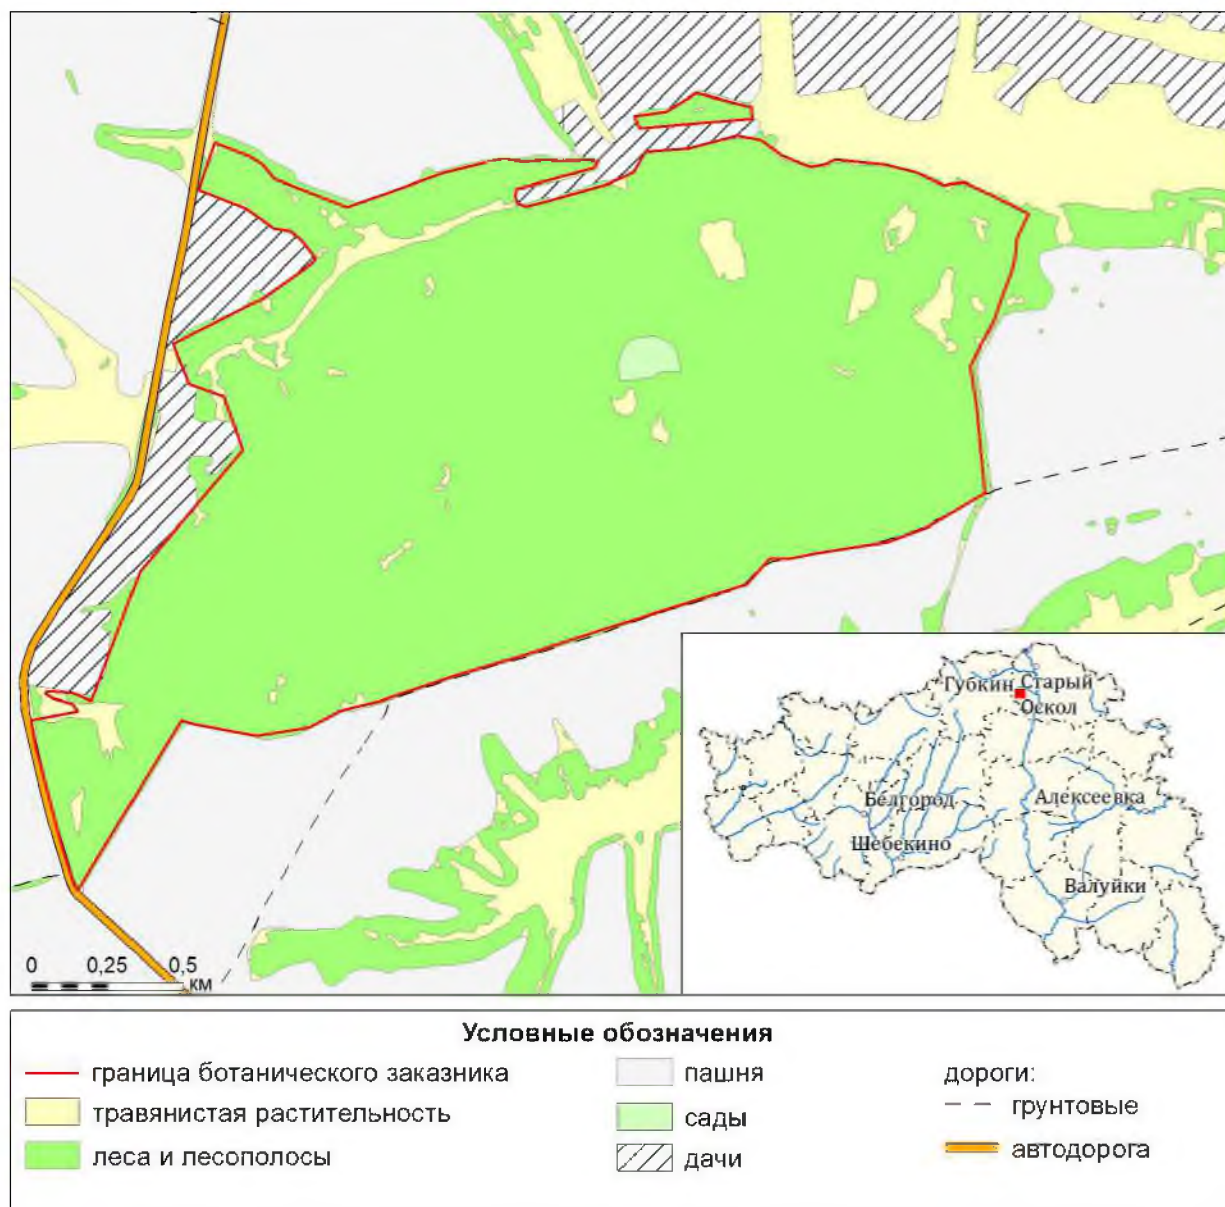 Губкин Старый
Оскол
Белгород Алексеевка
Шебекино
Валуйки
0 0,25 0,5
км
Условные обозначения
граница ботанического заказника
травянистая растительность
леса и лесополосы
пашня
сады
дачи
дороги:
грунтовые
автодорога